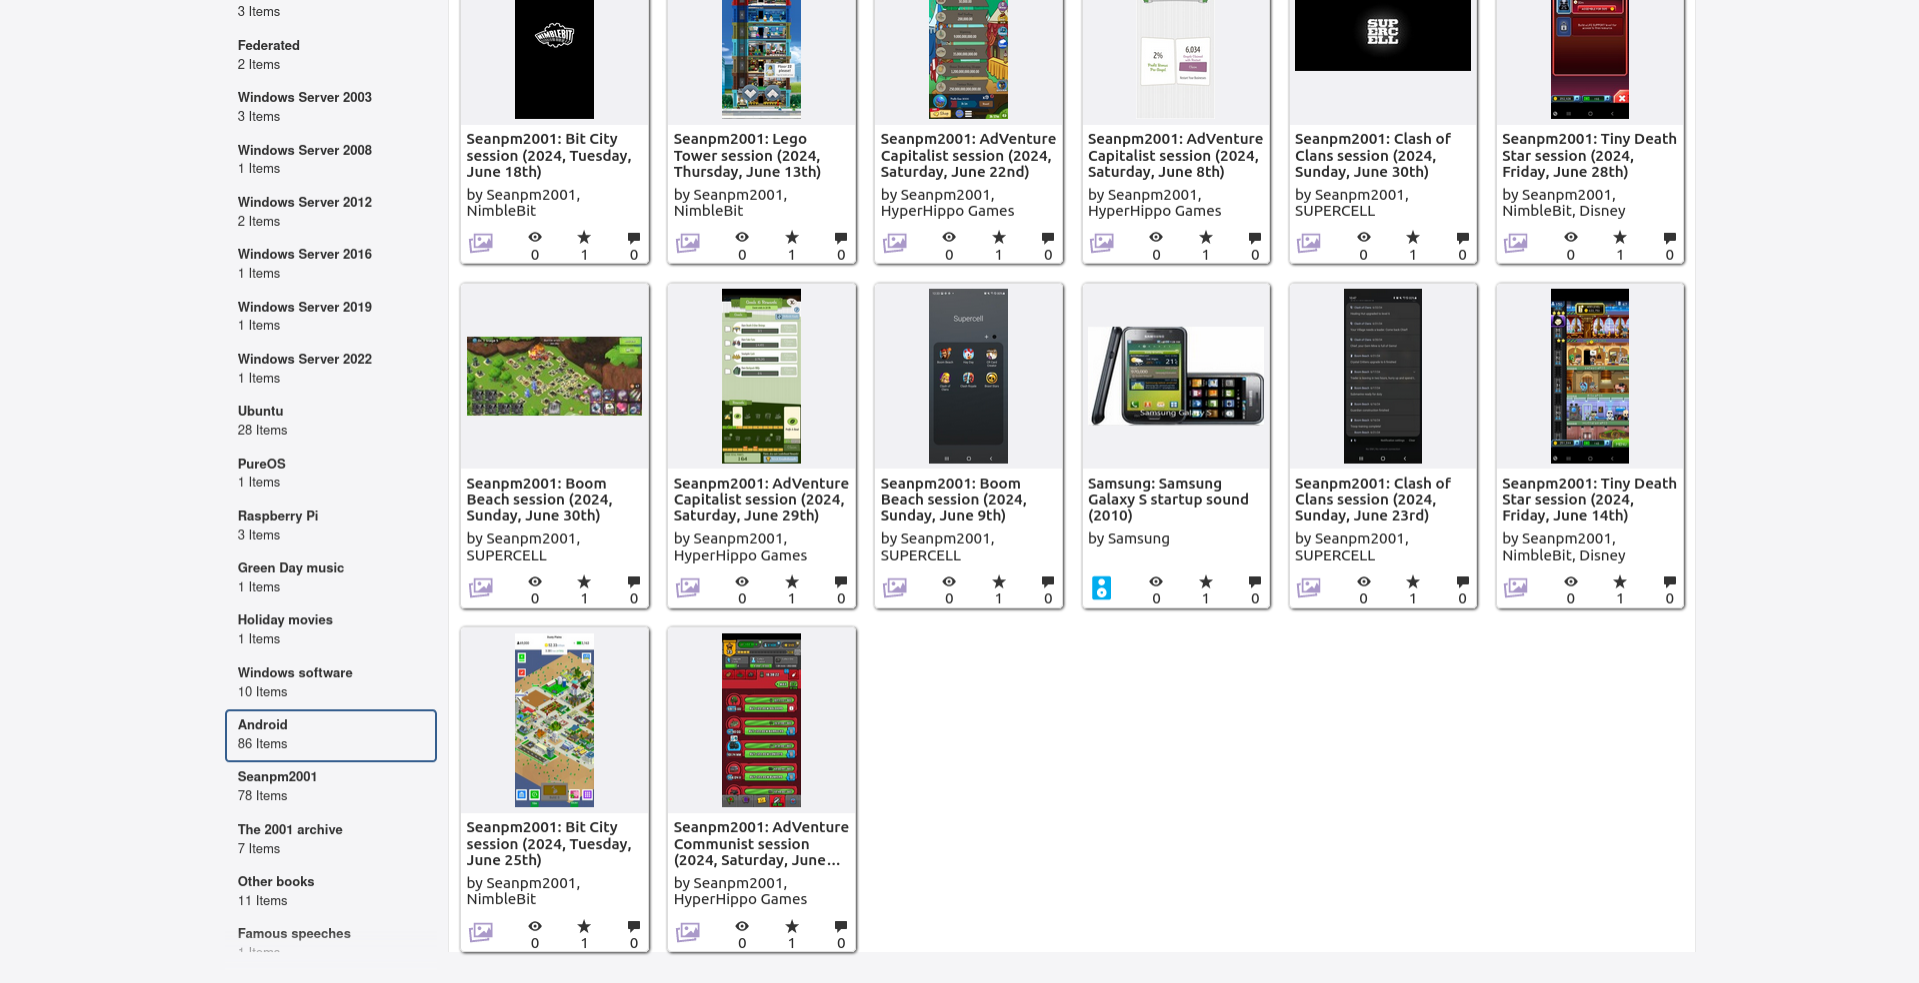 3 Items
Federated
2 Items
Windows Server 2003
3 Items
Windows Server 2008
1 Items
Windows Server 2012
2 Items
Windows Server 2016
1 Items
Windows Server 2019
1 Items
Windows Server 2022
1 Items
Ubuntu
28 Items
PureOS
1 Items
Raspberry Pi
3 Items
Green Day music
1 Items
Holiday movies
1 Items
Windows software
10 Items
Android
86 Items
Seanpm2001
78 Items
The 2001 archive
7 Items
Other books
11 Items
Famous speeches
1 Items
NIMBLEBIT
Seanpm2001: Bit City
session (2024, Tuesday,
June 18th)
by Seanpm2001,
NimbleBit
0 1 0
Seanpm2001: Lego
Tower session (2024,
Thursday, June 13th)
by Seanpm2001,
NimbleBit
0 1 0
Seanpm2001: AdVenture
Capitalist session (2024,
Saturday, June 22nd)
by Seanpm2001,
HyperHippo Games
0 1 0
2%
6,034
Seanpm2001: AdVenture
Capitalist session (2024,
Saturday, June 8th)
by Seanpm2001,
HyperHippo Games
0 1 0
SUP
ERC
ELL
Seanpm2001: Clash of
Clans session (2024,
Sunday, June 30th)
by Seanpm2001,
SUPERCELL
0 1 0
Seanpm2001: Tiny Death
Star session (2024,
Friday, June 28th)
by Seanpm2001,
NimbleBit, Disney
0 1 0
Seanpm2001: Boom
Beach session (2024,
Sunday, June 30th)
by Seanpm2001,
SUPERCELL
0 1 0
Seanpm2001: AdVenture
Capitalist session (2024,
Saturday, June 29th)
by Seanpm2001,
HyperHippo Games
0 1 0
Supercell
Seanpm2001: Boom
Beach session (2024,
Sunday, June 9th)
by Seanpm2001,
SUPERCELL
0 1 0
Samsung Galaxy S
Samsung: Samsung
Galaxy S startup sound
(2010)
by Samsung
0 1 0
Seanpm2001: Clash of
Clans session (2024,
Sunday, June 23rd)
by Seanpm2001,
SUPERCELL
0 1 0
Seanpm2001: Tiny Death
Star session (2024,
Friday, June 14th)
by Seanpm2001,
NimbleBit, Disney
0 1 0
Seanpm2001: Bit City
session (2024, Tuesday,
June 25th)
by Seanpm2001,
NimbleBit
0 1 0
Seanpm2001: AdVenture
Communist session
(2024, Saturday, June...
by Seanpm2001,
HyperHippo Games
0 1 0